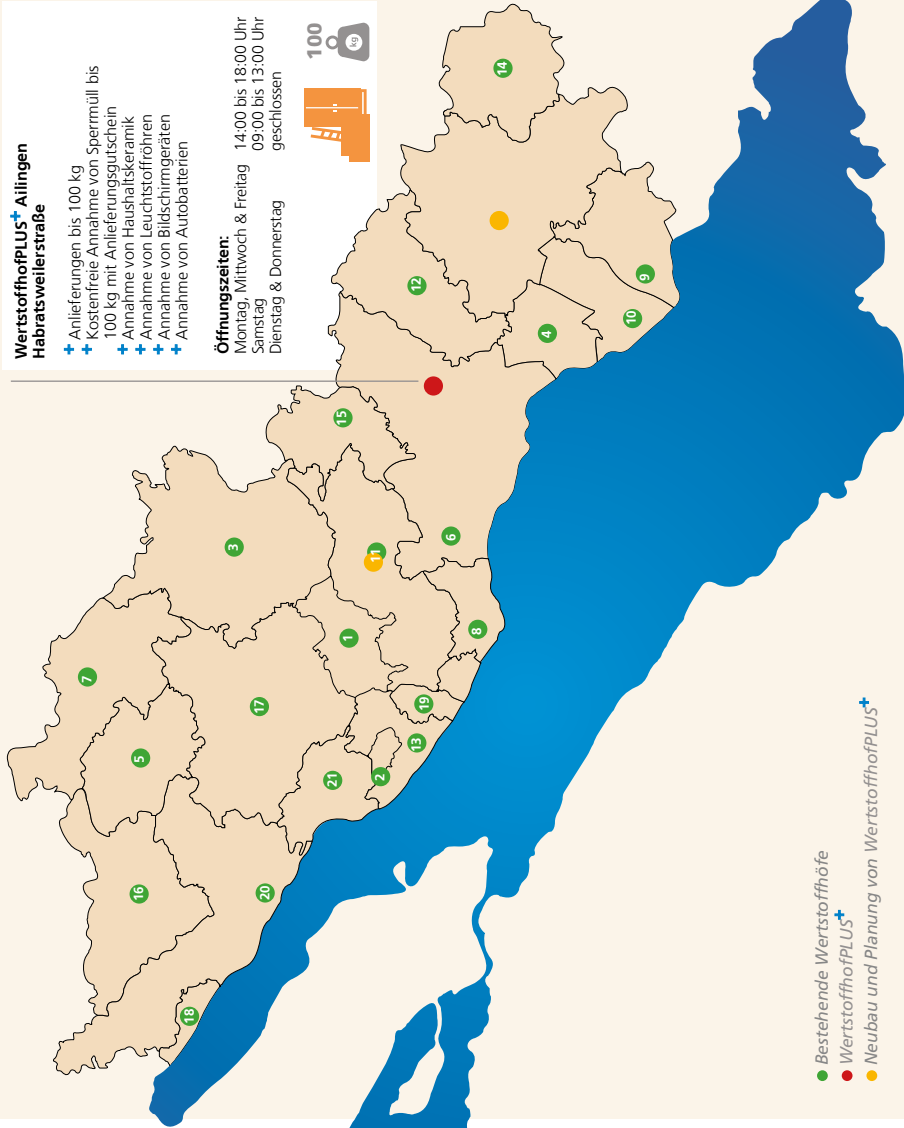 WertstoffhofPLUS+ Ailingen
Habratsweilerstraße
+ Anlieferungen bis 100 kg
+ Kostenfreie Annahme von Sperrmüll bis
100 kg mit Anlieferungsgutschein
+ Annahme von Haushaltskeramik
+ Annahme von Leuchtstoffröhren
+ Annahme von Bildschirmgeräten
+ Annahme von Autobatterien
Öffnungszeiten:
Montag, Mittwoch & Freitag 14:00 bis 18:00 Uhr
Samstag 09:00 bis 13:00 Uhr
Dienstag & Donnerstag geschlossen
100
kg
7
5
16
18
20
17
3
21
2
13
19
1
11
8
6
15
12
4
10
9
14
Bestehende Wertstoffhöfe
WertstoffhofPLUS+
Neubau und Planung von WertstoffhofPLUS+